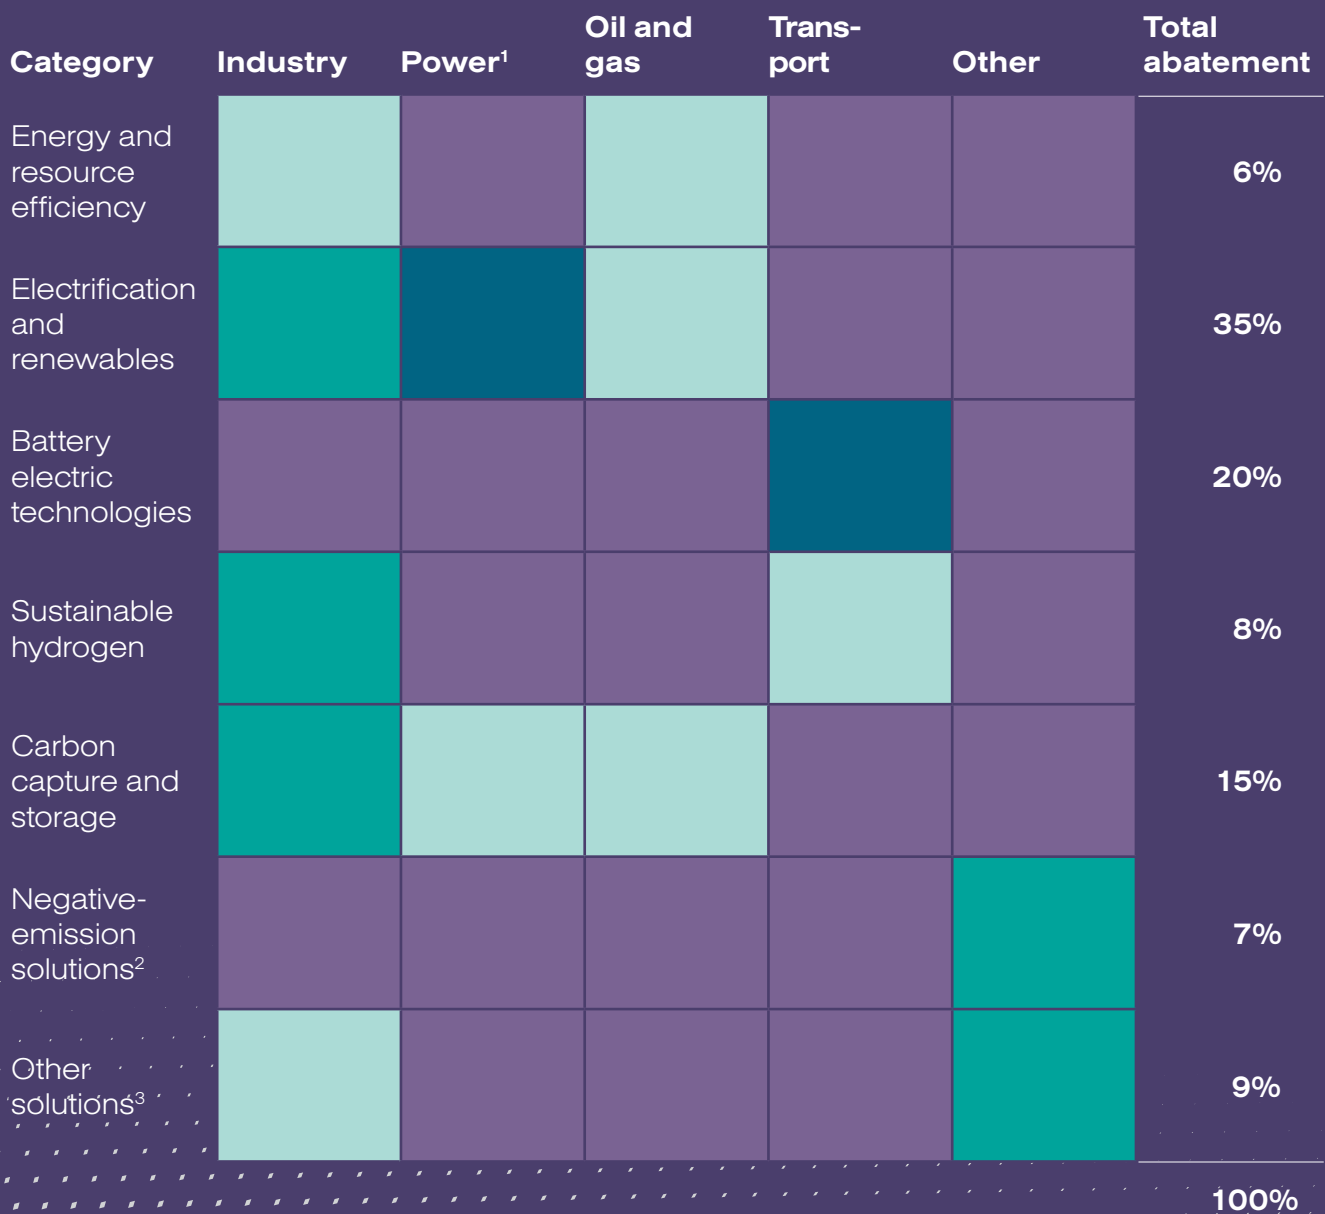 Category
Industry
Power¹
Oil and
gas
Trans-
port
Other
Total
abatement
Energy and
resource
efficiency
6%
Electrification
and
renewables
35%
Battery
electric
technologies
20%
Sustainable
hydrogen
8%
Carbon
capture and
storage
15%
Negative-
emission
solutions²
7%
Other
solutions³
9%
100%